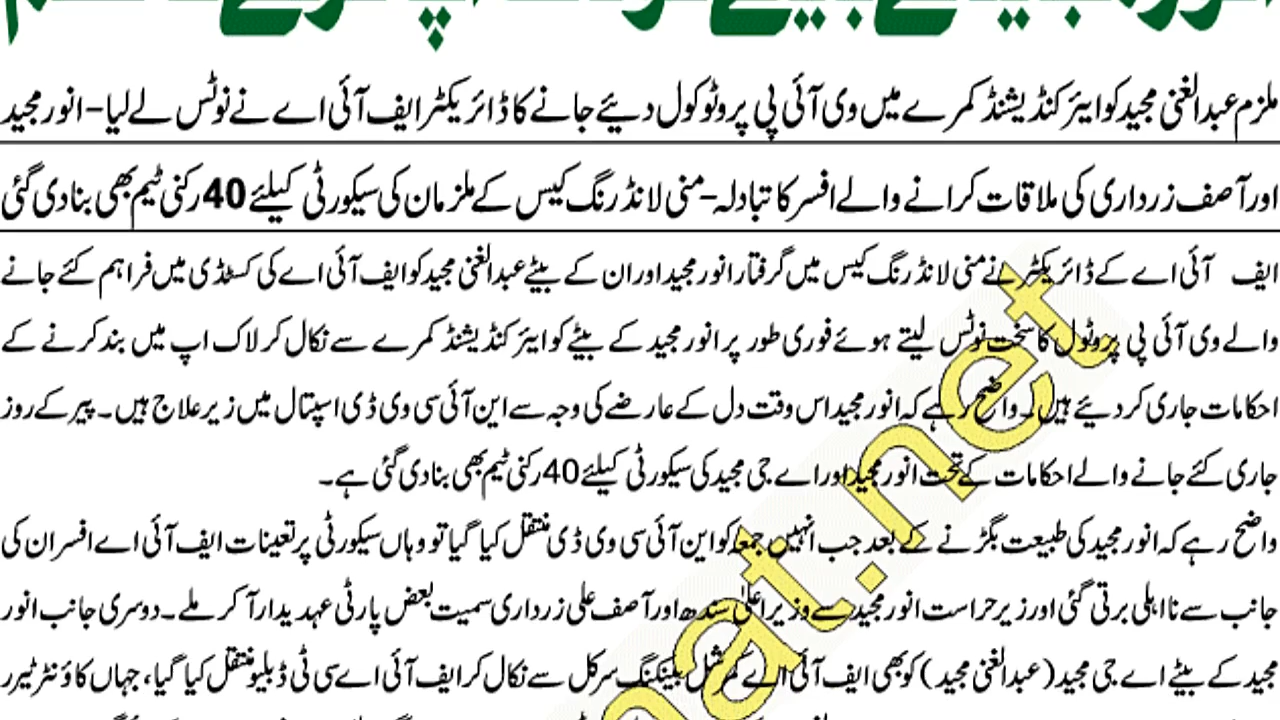 ملزم عبدالغنی مجید کو ایئر کنڈیشنڈ کمرے میں وی آئی پی پروٹوکول دیئے جانے کا ڈائریکٹر ایف آئی اے نے نوٹس لے لیا-انور مجید
اور آصف زرداری کی ملاقات کرانے والے افسر کا تبادلہ-منی لانڈرنگ کیس کے ملزمان کی سیکورٹی کیلئے 40 رکنی ٹیم بھی بنا دی گئی
ایف آئی اے کے ڈائریکٹر نے منی لانڈرنگ کیس میں گرفتار انور مجید اور ان کے بیٹے عبدالغنی مجید کو ایف آئی اے کی کسٹڈی میں فراہم کئے جانے
والے وی آئی پی پروٹول کا سخت نوٹس لیتے ہوئے فوری طور پر انور مجید کے بیٹے کو ایئر کنڈیشنڈ کمرے سے نکال کر لاک اپ میں بند کرنے کے
احکامات جاری کر دیئے ہیں۔ واضح رہے کہ انور مجید اس وقت دل کے عارضے کی وجہ سے این آئی سی وی ڈی اسپتال میں زیر علاج ہیں۔ پیر کے روز
جاری کئے جانے والے احکامات کے تحت انور مجید اور اے جی مجید کی سیکورٹی کیلئے 40 رکنی ٹیم بھی بنا دی گئی ہے۔
واضح رہے کہ انور مجید کی طبیعت بگڑنے کے بعد جب انہیں جمعہ کو این آئی سی وی ڈی منتقل کیا گیا تو وہاں سیکورٹی پر تعینات ایف آئی اے افسران کی
جانب سے نااہلی برتی گئی اور زیر حراست انور مجید سے وزیر اعلیٰ سندھ اور آصف علی زرداری سمیت بعض پارٹی عہدیدار آ کر ملے۔ دوسری جانب انور
مجید کے بیٹے اے جی مجید (عبدالغنی مجید) کو بھی ایف آئی اے کمرشل بینکنگ سرکل سے نکال کر ایف آئی اے سی ٹی ڈبلیو منتقل کیا گیا، جہاں کاؤنٹر ٹیرر
nat.net